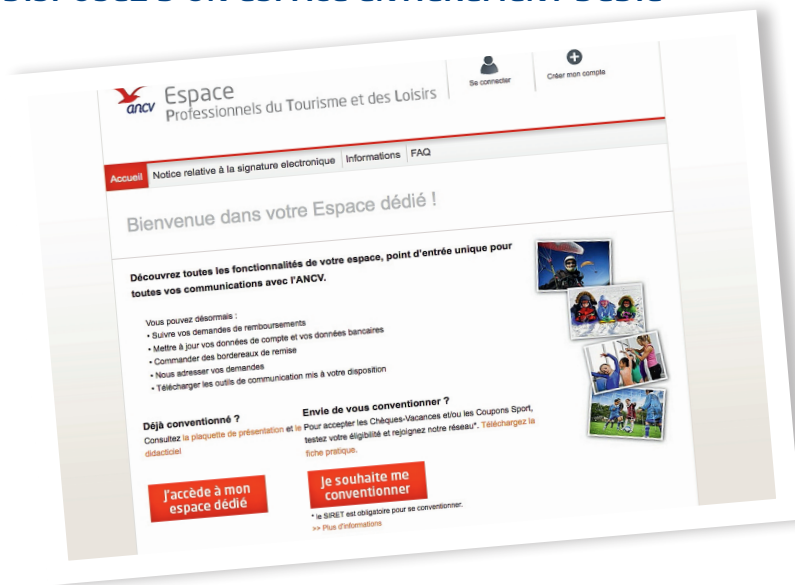 ancv
Espace
Professionnels du Tourisme et des Loisirs
Se connecter
Créer mon compte
Accueil
Notice relative à la signature electronique
Informations
FAQ
Bienvenue dans votre Espace dédié !
Découvrez toutes les fonctionnalités de votre espace, point d'entrée unique pour
toutes vos communications avec l'ANCV.
Vous pouvez désormais :
• Suivre vos demandes de remboursements
• Mettre à jour vos données de compte et vos données bancaires
• Commander des bordereaux de remise
• Nous adresser vos demandes
• Télécharger les outils de communication mis à votre disposition
Déjà conventionné ?
Consultez la plaquette de présentation et le
didacticiel
J'accède à mon
espace dédié
Envie de vous conventionner ?
Pour accepter les Chèques-Vacances et/ou les Coupons Sport,
testez votre éligibilité et rejoignez notre réseau*. Téléchargez la
fiche pratique.
Je souhaite me
conventionner
* le SIRET est obligatoire pour se conventionner.
>> Plus d'informations